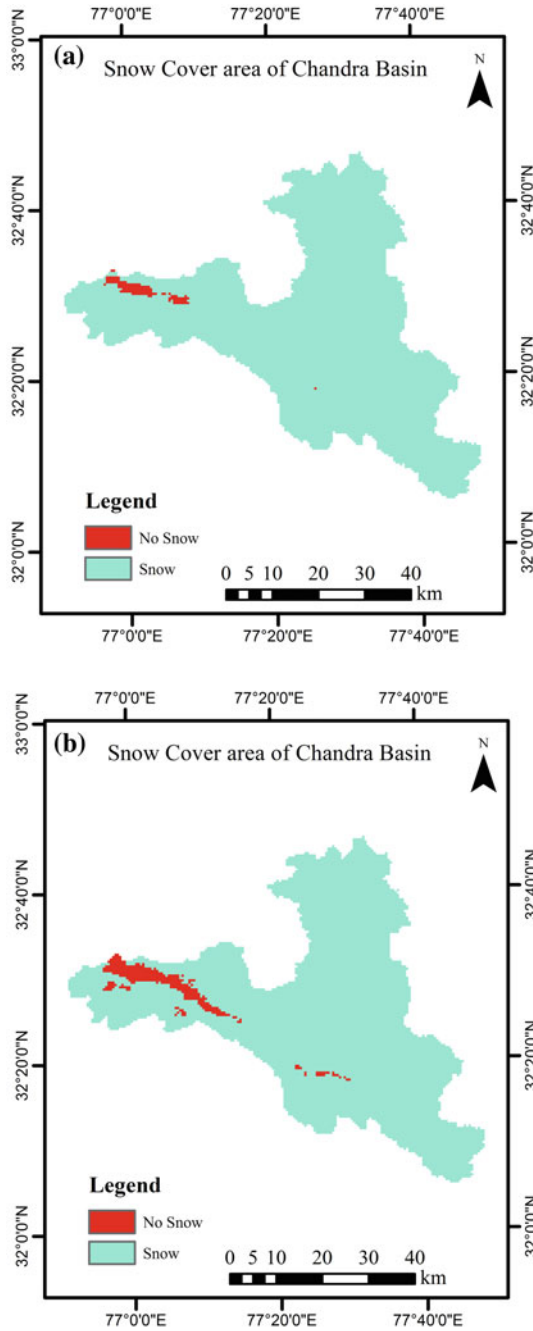 77°0'0"E 77°20'0"E 77°40'0"E
(a) Snow Cover area of Chandra Basin
N
33°0'0"N
32°40'0"N 32°40'0"N
32°20'0"N 32°20'0"N
32°0'0"N 32°0'0"N
Legend
No Snow
Snow
0 5 10 20 30 40
km
77°0'0"E 77°20'0"E 77°40'0"E
77°0'0"E 77°20'0"E 77°40'0"E
(b) Snow Cover area of Chandra Basin
N
33°0'0"N
32°40'0"N 32°40'0"N
32°20'0"N 32°20'0"N
32°0'0"N 32°0'0"N
Legend
No Snow
Snow
0 5 10 20 30 40
km
77°0'0"E 77°20'0"E 77°40'0"E